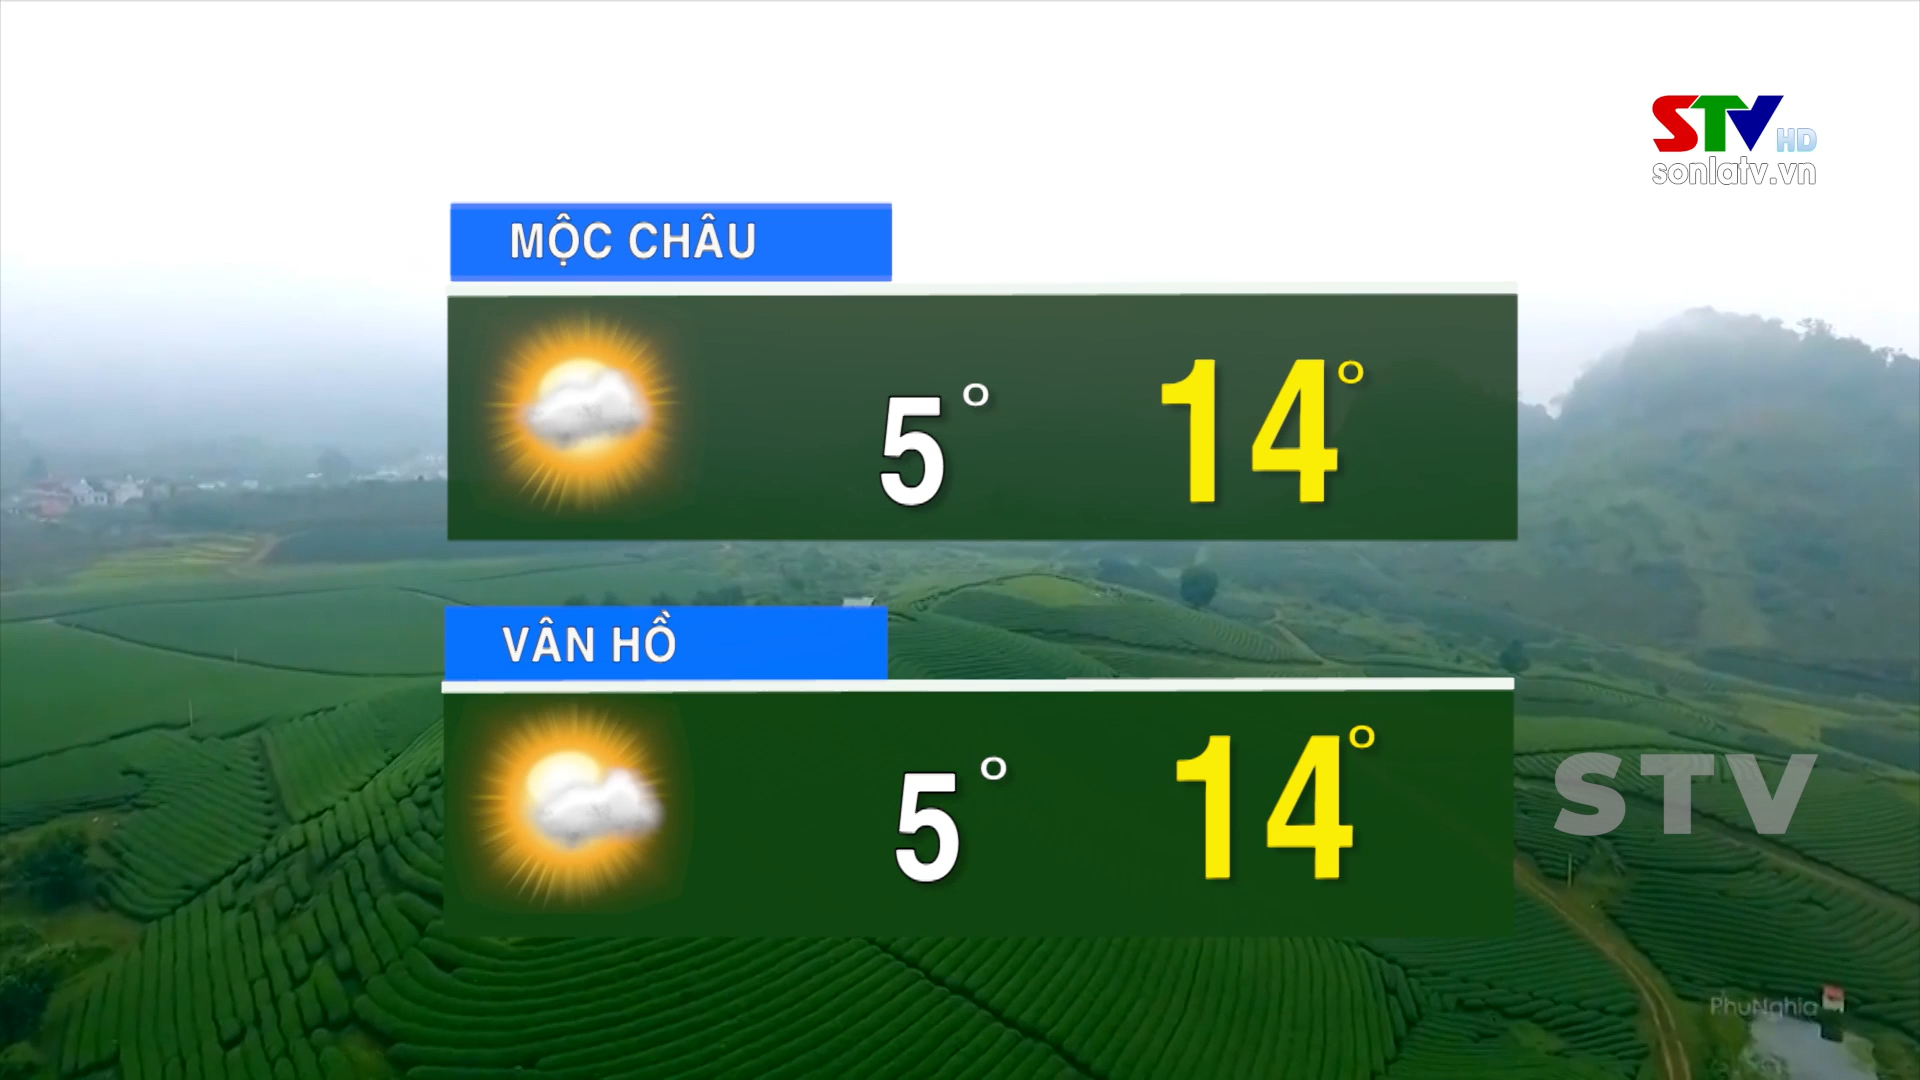 STV HD
sonlatv.vn
MỘC CHÂU
5° 14°
VÂN HỒ
5° 14°
STV
PhuNghia